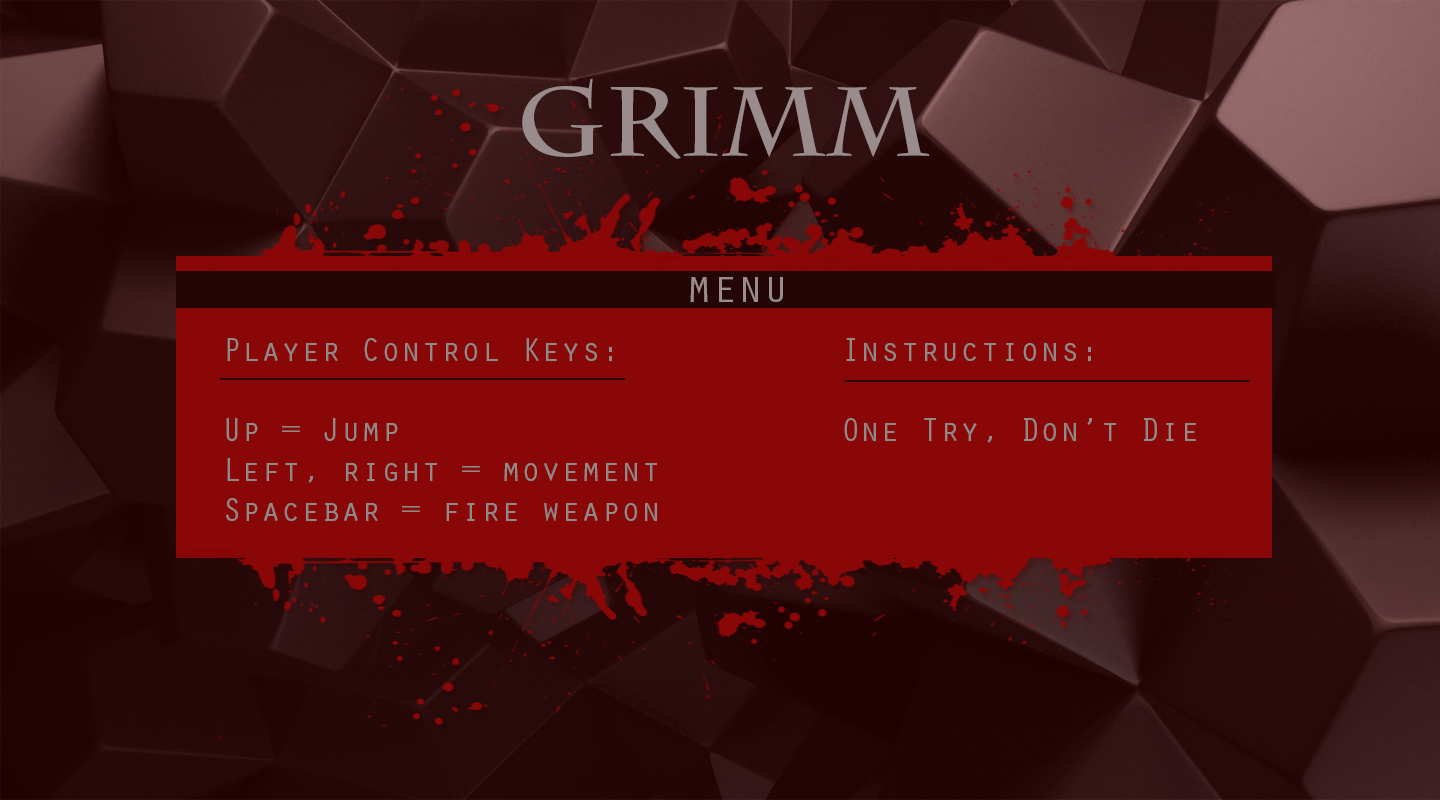 GRIMM
MENU
Player Control Keys:
Up = Jump
Left, right = movement
Spacebar = fire weapon
Instructions:
One Try, Don't Die